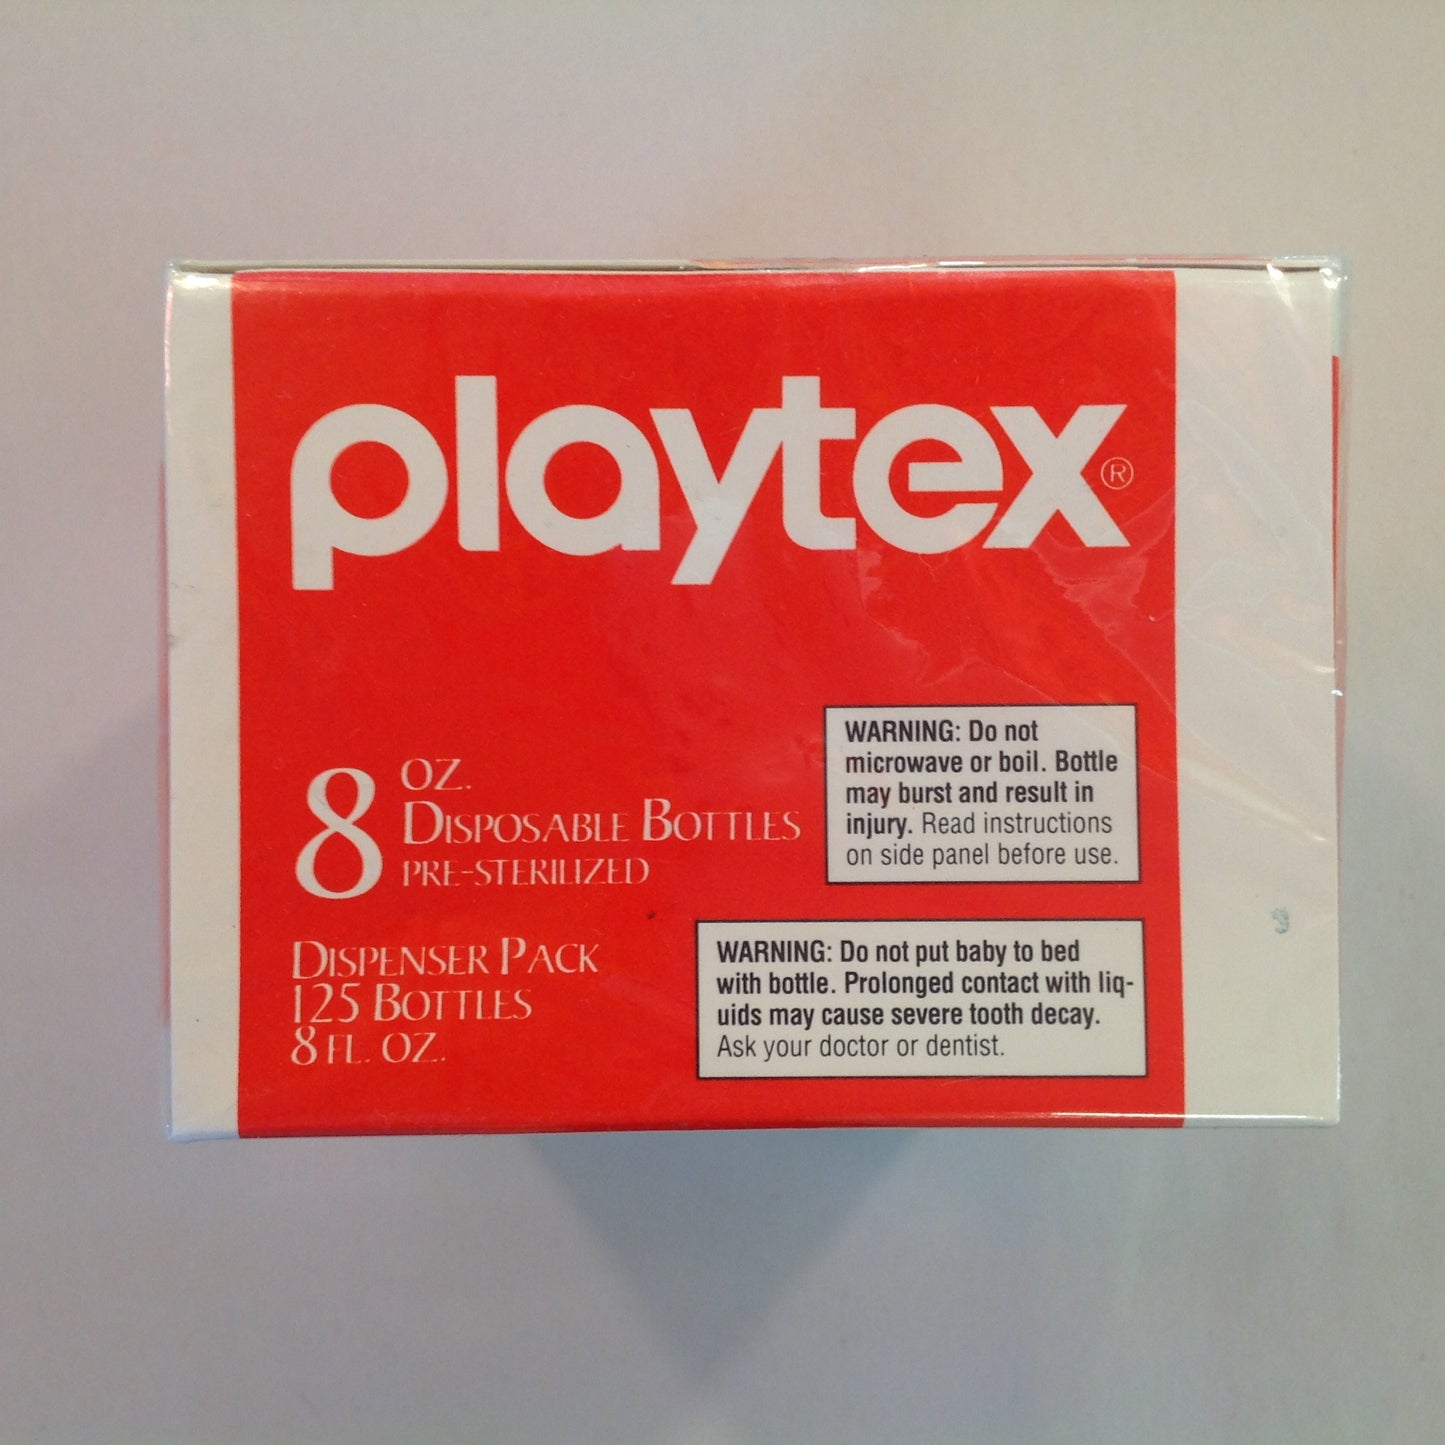 playtex®
8 OZ.
DISPOSABLE BOTTLES
PRE-STERILIZED
DISPENSER PACK
125 BOTTLES
8 FL. OZ.
WARNING: Do not
microwave or boil. Bottle
may burst and result in
injury. Read instructions
on side panel before use.
WARNING: Do not put baby to bed
with bottle. Prolonged contact with liq-
uids may cause severe tooth decay.
Ask your doctor or dentist.